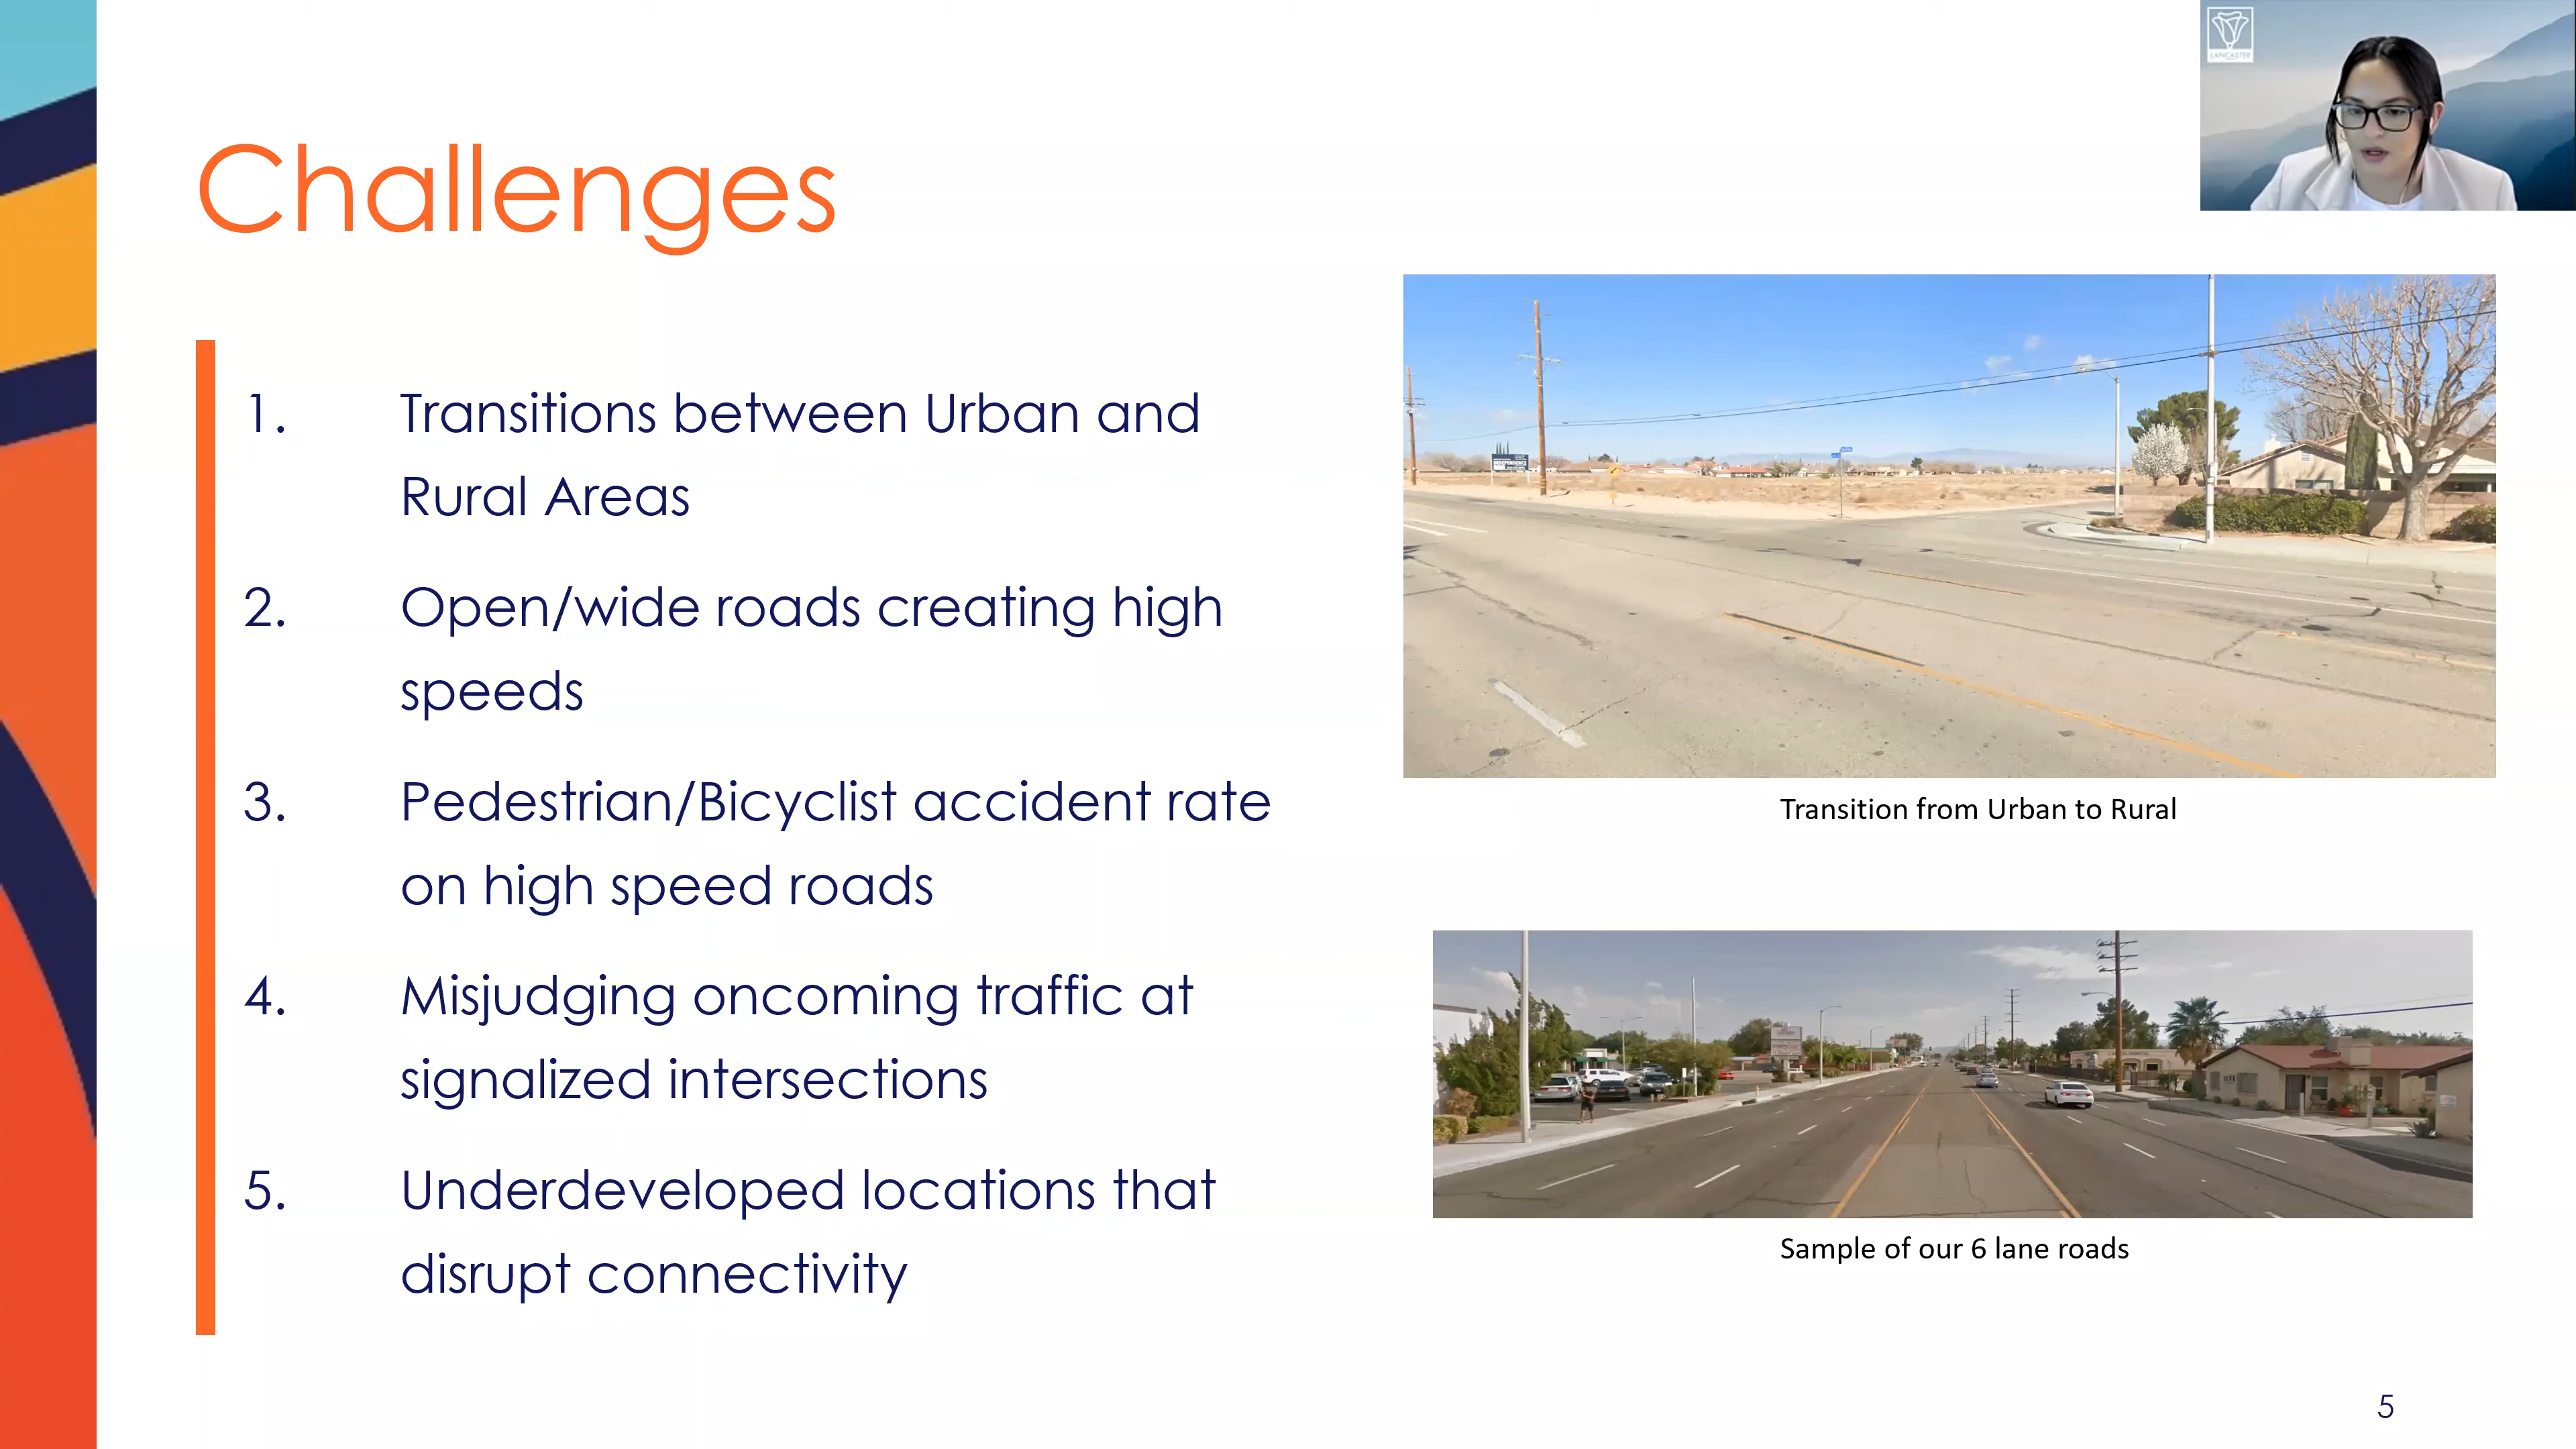 LANCASTER
Challenges
1. Transitions between Urban and
Rural Areas
2. Open/wide roads creating high
speeds
3. Pedestrian/Bicyclist accident rate
on high speed roads
4. Misjudging oncoming traffic at
signalized intersections
5. Underdeveloped locations that
disrupt connectivity
Transition from Urban to Rural
Sample of our 6 lane roads
5